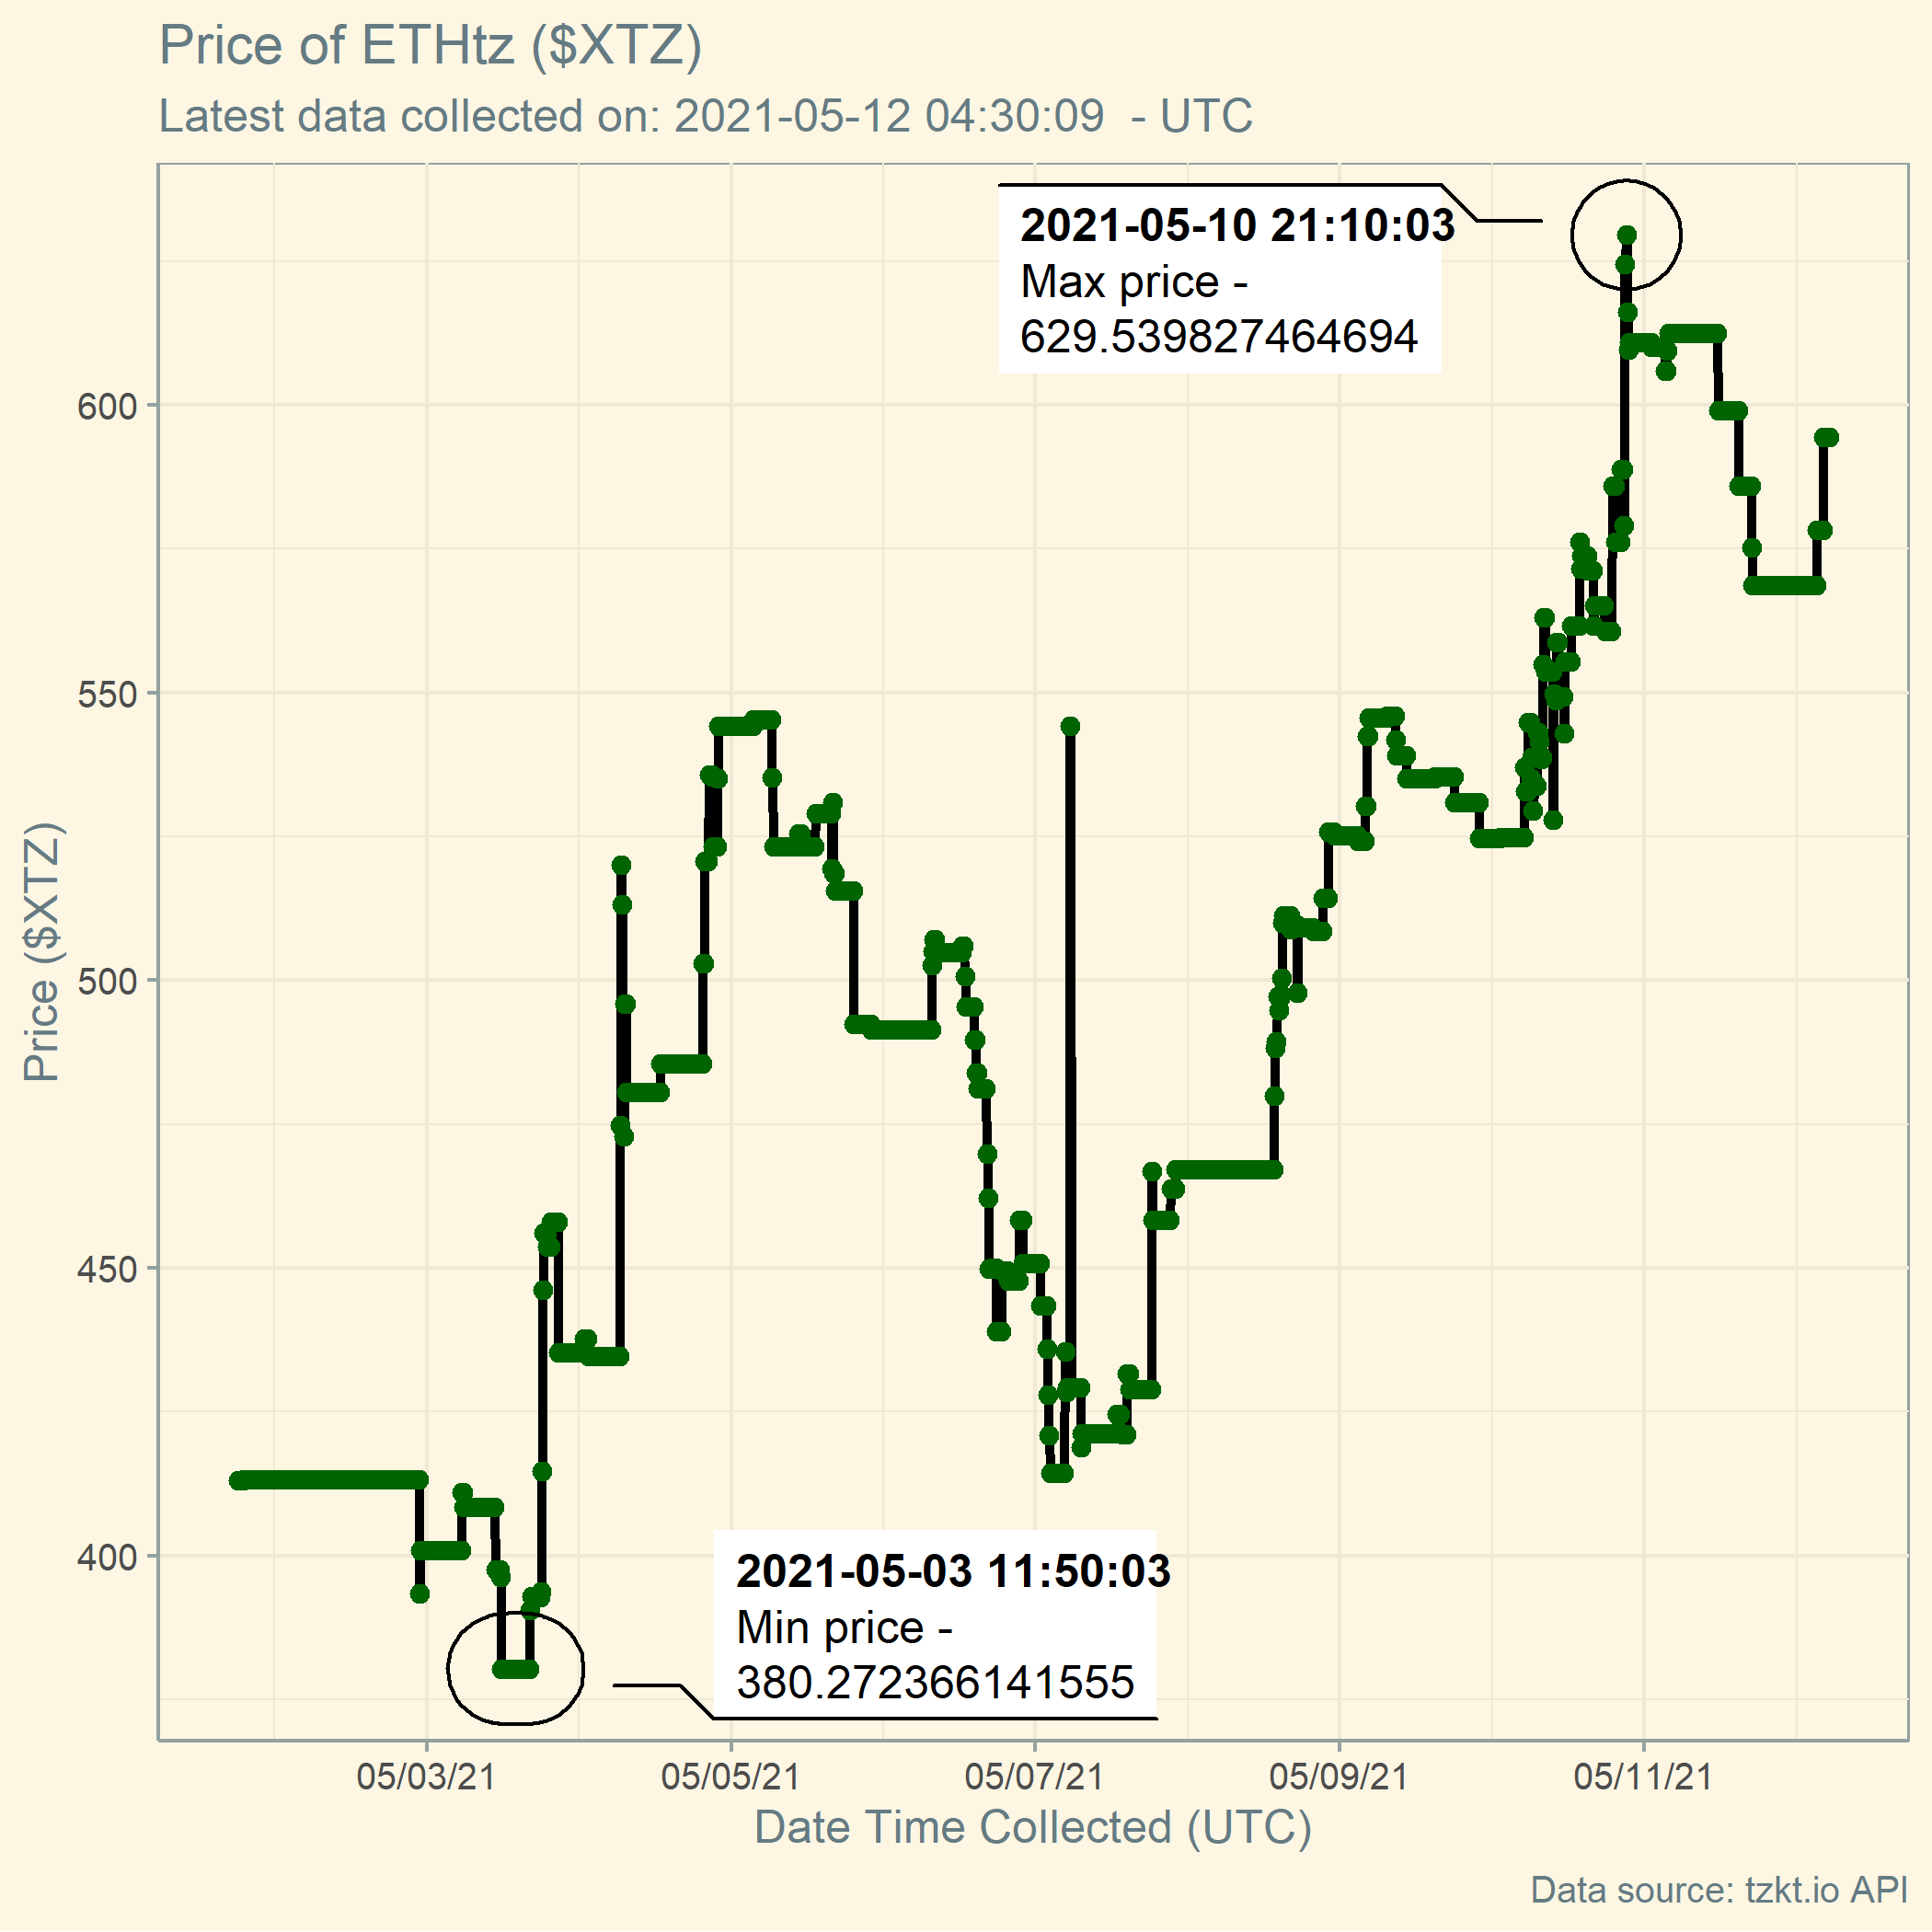 Price of ETHtz ($XTZ)
Latest data collected on: 2021-05-12 04:30:09  - UTC
2021-05-10 21:10:03
Max price -
629.539827464694
600
550
500
450
400
Price ($XTZ)
2021-05-03 11:50:03
Min price -
380.272366141555
05/03/21 05/05/21 05/07/21 05/09/21 05/11/21
Date Time Collected (UTC)
Data source: tzkt.io API